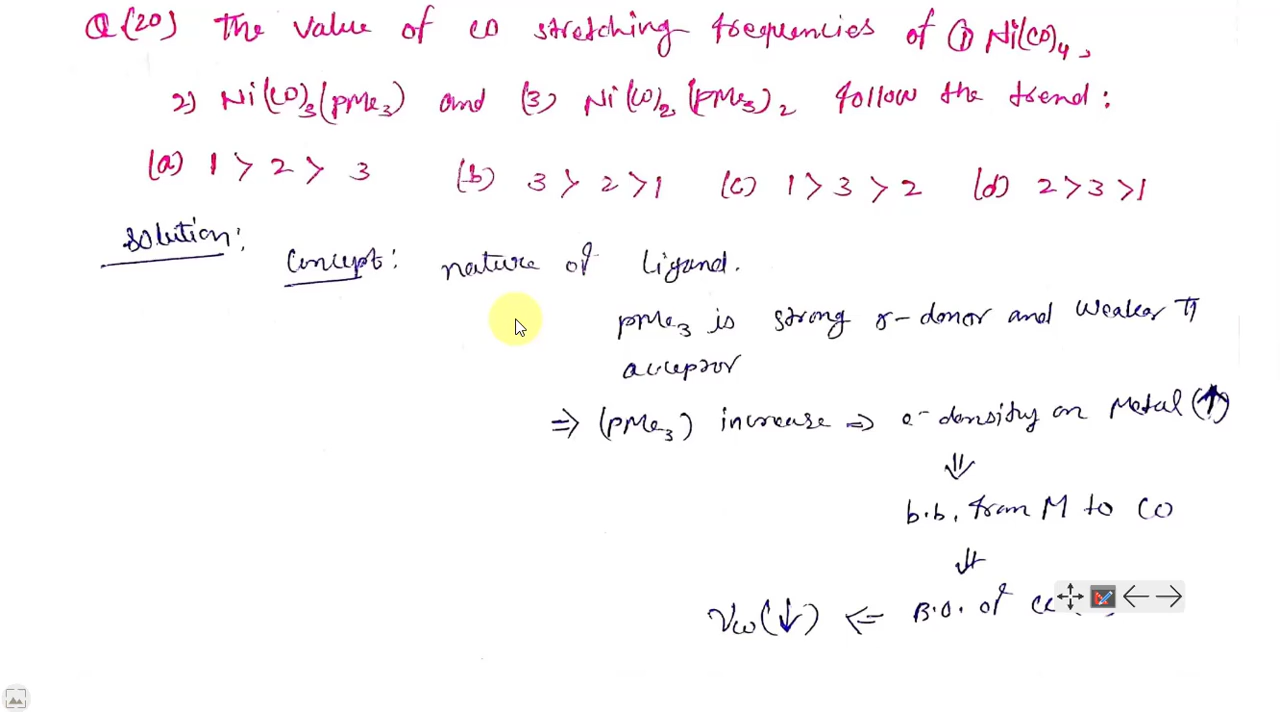 Q(20) The value of CO stretching frequencies of ① Ni(CO)₄,
2) Ni(CO)₃(PMe₃) and (3) Ni(CO)₂(PMe₃)₂ follow the trend:
(a) 1 > 2 > 3 (b) 3 > 2 > 1 (c) 1 > 3 > 2 (d) 2 > 3 > 1
Solution:
Concept: nature of ligand.
PMe₃ is strong σ-donor and weaker π
acceptor
⇒ (PMe₃) increase ⇒ e⁻ density on Metal (↑)
⇓
b.b. from M to CO
⇓
νco(↓) ⇐ B.O. of